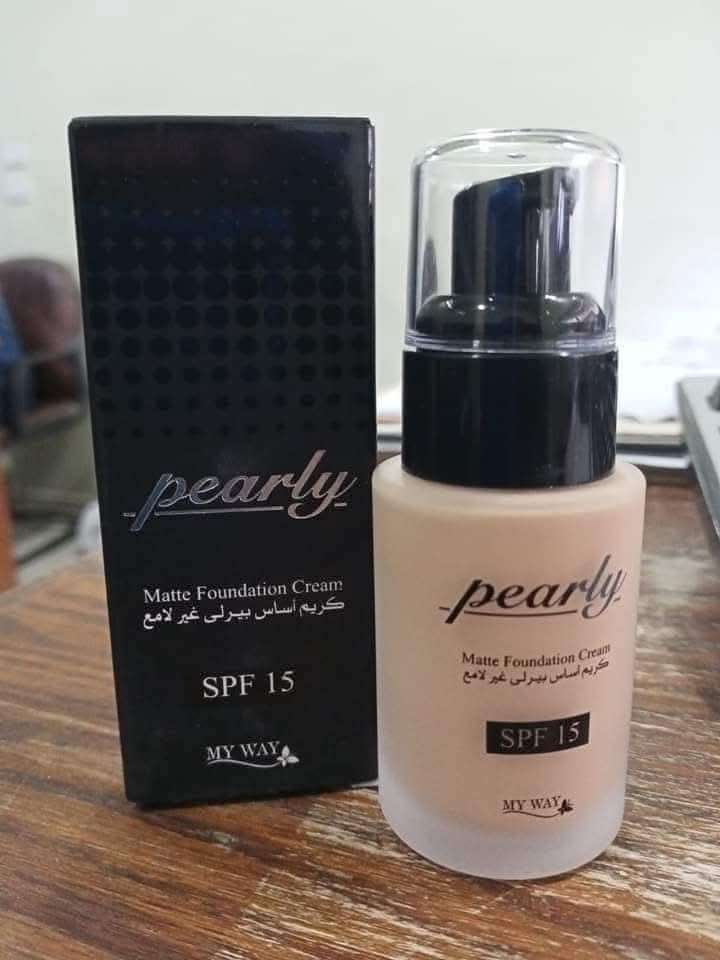 pearly
Matte Foundation Cream
كريم أساس بيرلى غير لامع
SPF 15
MY WAY
pearly
Matte Foundation Cream
كريم أساس بيرلى غير لامع
SPF 15
MY WAY